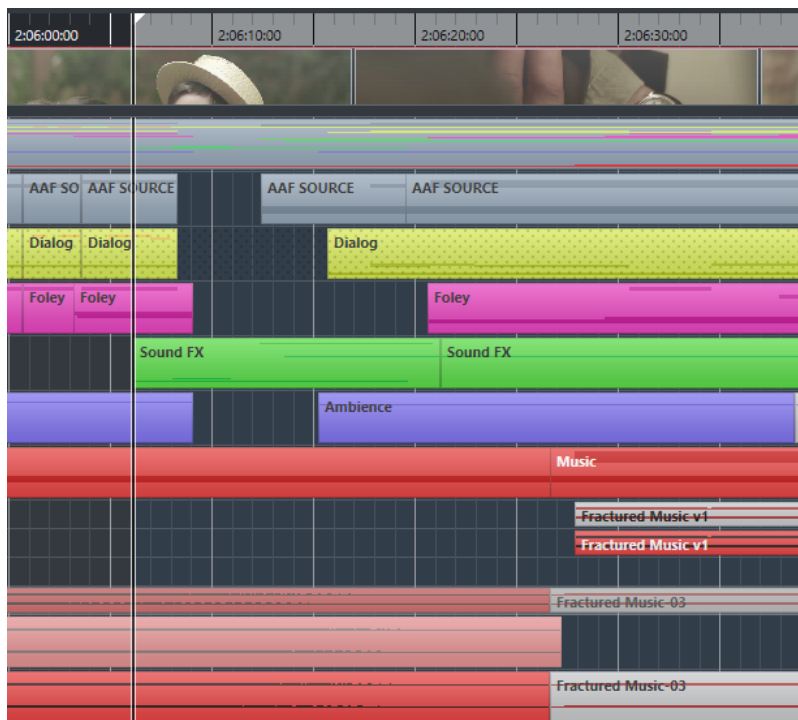 2:06:00:00 2:06:10:00 2:06:20:00 2:06:30:00
AAF SO AAF SOURCE AAF SOURCE AAF SOURCE
Dialog Dialog Dialog
Foley Foley Foley
Sound FX Sound FX
Ambience
Music
Fractured Music v1
Fractured Music v1
Fractured Music-03
Fractured Music-03